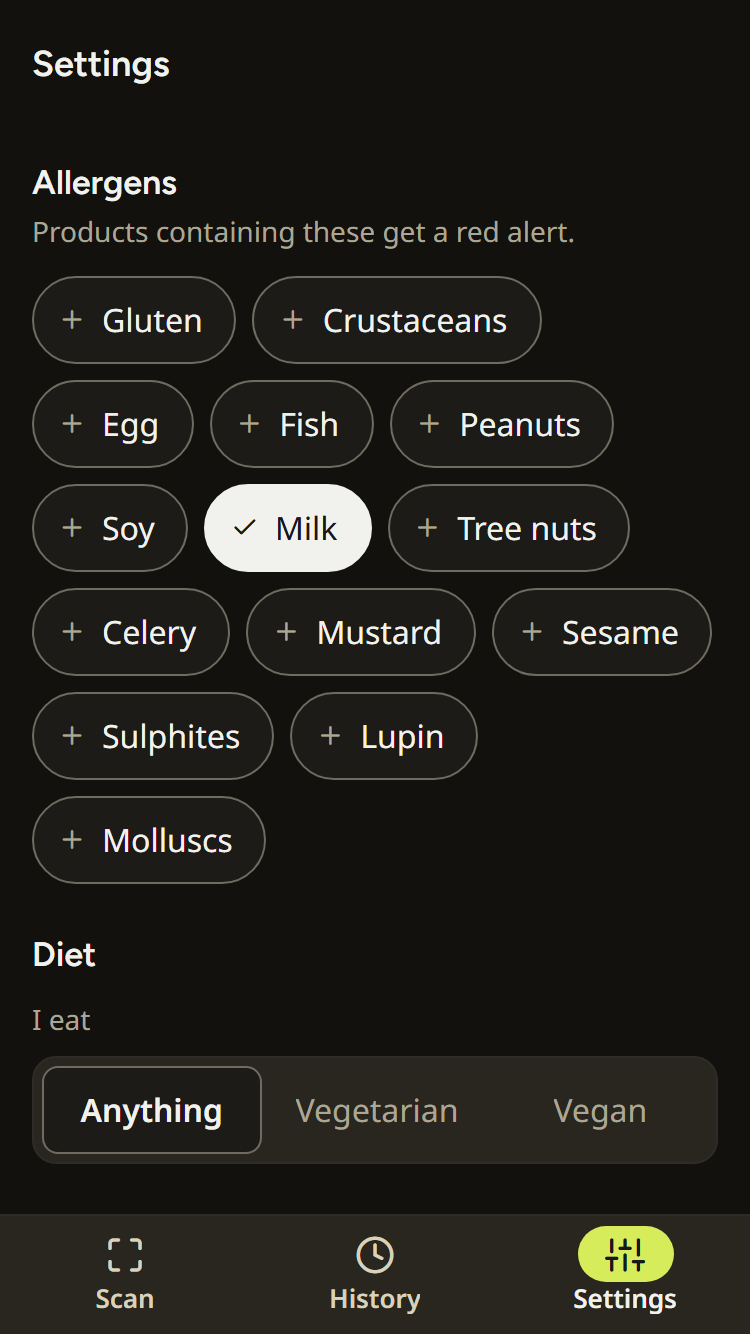 Settings
Allergens
Products containing these get a red alert.
Gluten
Crustaceans
Egg
Fish
Peanuts
Soy
Milk
Tree nuts
Celery
Mustard
Sesame
Sulphites
Lupin
Molluscs
Diet
I eat
Anything
Vegetarian
Vegan
Scan
History
Settings